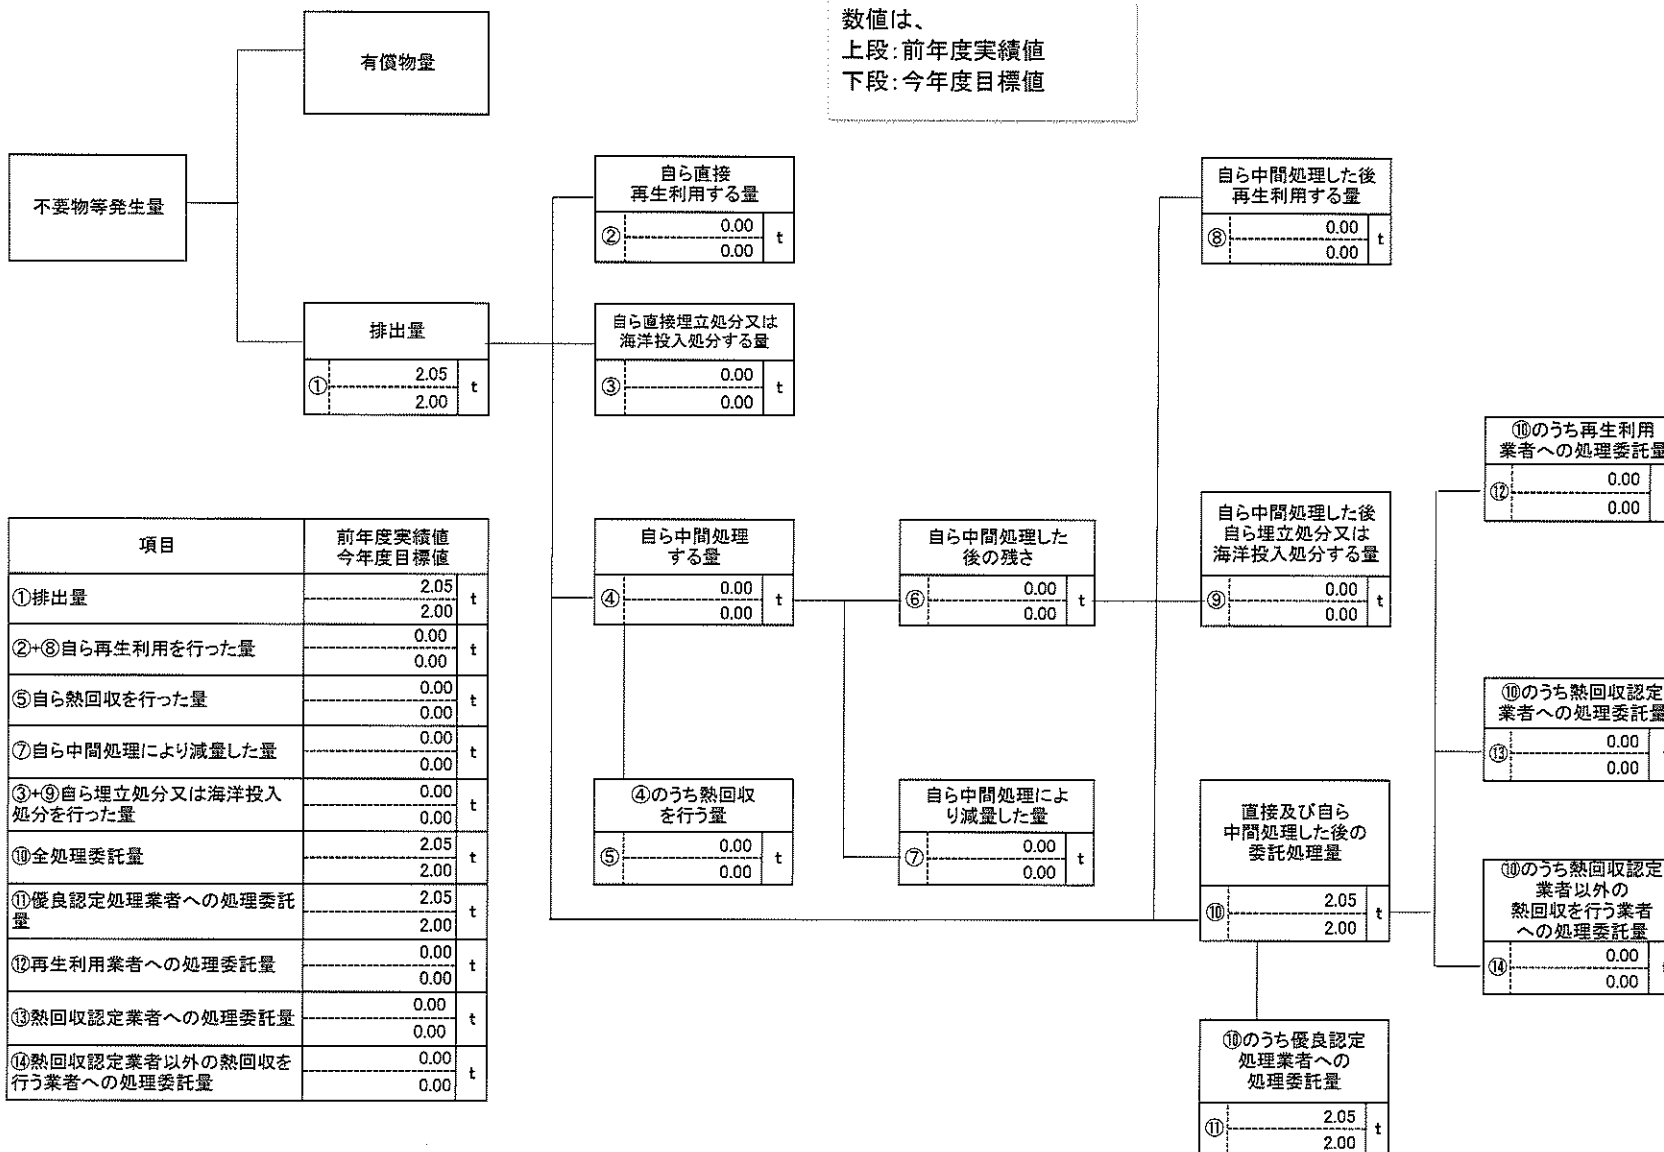 数値は、
上段:前年度実績値
下段:今年度目標値
有償物量
不要物等発生量
排出量
① 2.05 t
2.00
自ら直接
再生利用する量
② 0.00 t
0.00
自ら直接埋立処分又は
海洋投入処分する量
③ 0.00 t
0.00
自ら中間処理
する量
④ 0.00 t
0.00
④のうち熱回収
を行う量
⑤ 0.00 t
0.00
自ら中間処理した
後の残さ
⑥ 0.00 t
0.00
自ら中間処理によ
り減量した量
⑦ 0.00 t
0.00
自ら中間処理した後
再生利用する量
⑧ 0.00 t
0.00
自ら中間処理した後
自ら埋立処分又は
海洋投入処分する量
⑨ 0.00 t
0.00
直接及び自ら
中間処理した後の
委託処理量
⑩ 2.05 t
2.00
⑩のうち優良認定
処理業者への
処理委託量
⑪ 2.05 t
2.00
⑩のうち再生利用
業者への処理委託量
⑫ 0.00
0.00
⑩のうち熱回収認定
業者への処理委託量
⑬ 0.00
0.00
⑩のうち熱回収認定
業者以外の
熱回収を行う業者
への処理委託量
⑭ 0.00
0.00
項目 前年度実績値
今年度目標値
①排出量 2.05 t
2.00
②+⑧自ら再生利用を行った量 0.00 t
0.00
⑤自ら熱回収を行った量 0.00 t
0.00
⑦自ら中間処理により減量した量 0.00 t
0.00
③+⑨自ら埋立処分又は海洋投入 0.00 t
処分を行った量 0.00
⑩全処理委託量 2.05 t
2.00
⑪優良認定処理業者への処理委託 2.05 t
量 2.00
⑫再生利用業者への処理委託量 0.00 t
0.00
⑬熱回収認定業者への処理委託量 0.00 t
0.00
⑭熱回収認定業者以外の熱回収を 0.00 t
行う業者への処理委託量 0.00